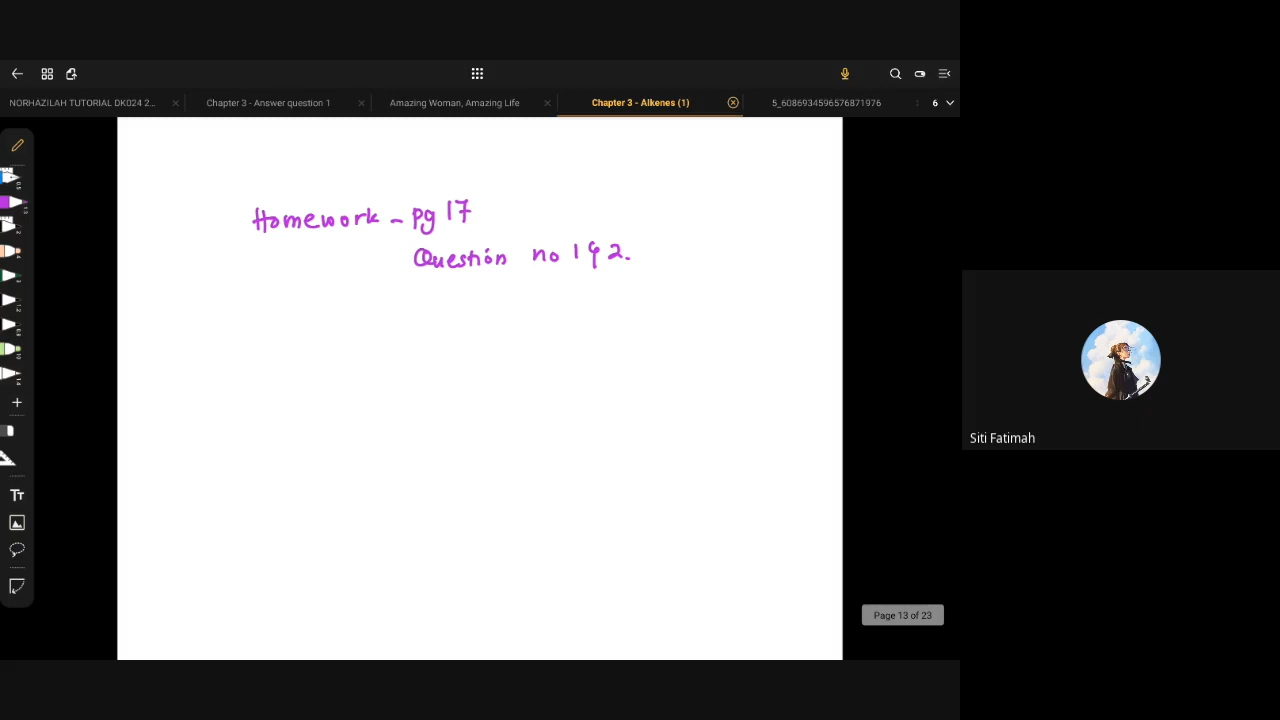 NORHAZILAH TUTORIAL DK024 2...
Chapter 3 - Answer question 1
Amazing Woman, Amazing Life
Chapter 3 - Alkenes (1)
5_6086934596576871976
6
Homework - pg 17
Question no 1 & 2.
Siti Fatimah
Page 13 of 23